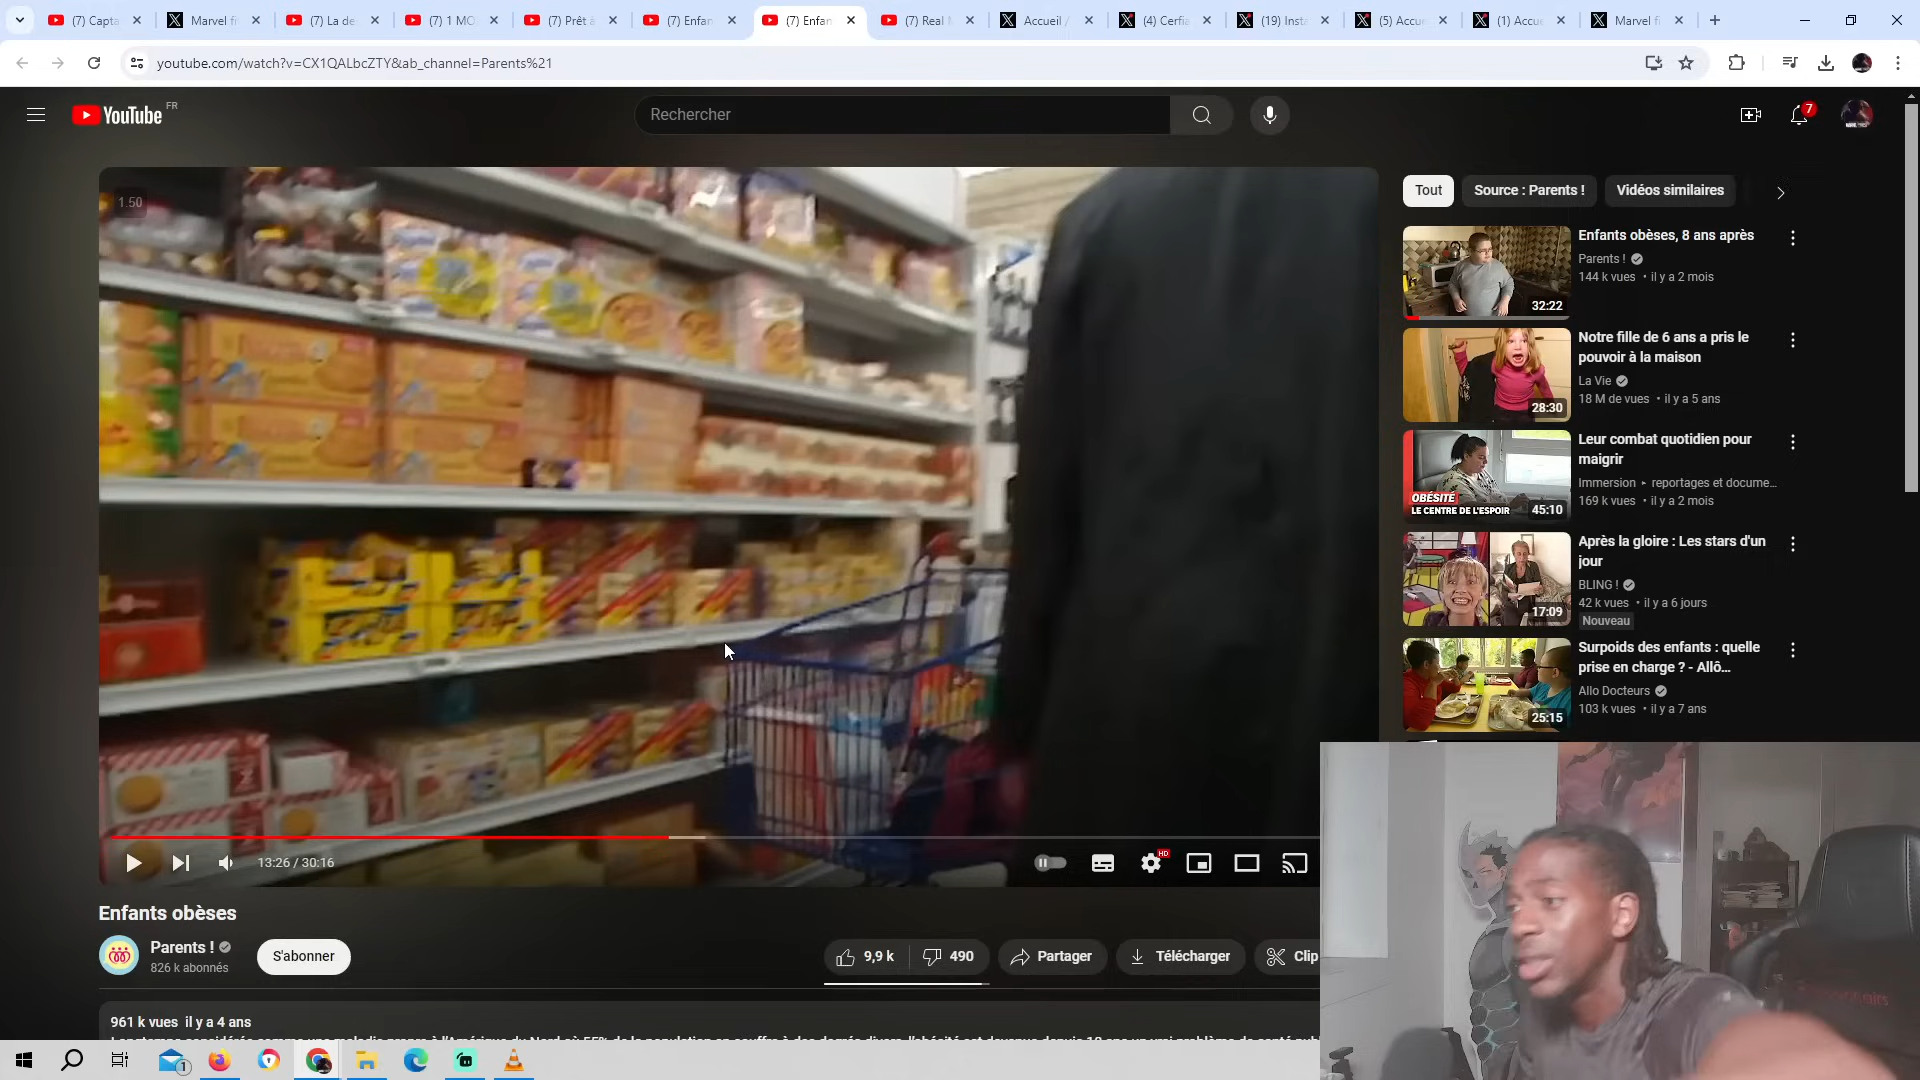 (7) Capta
Marvel fi
(7) La de
(7) 1 MO
(7) Prêt à
(7) Enfan
(7) Enfan
(7) Real M
Accueil /
(4) Cerfia
(19) Insta
(5) Accue
(1) Accue
Marvel fi
youtube.com/watch?v=CX1QALbcZTY&ab_channel=Parents%21
YouTube FR
Rechercher
7
1.50
Tout
Source : Parents !
Vidéos similaires
Enfants obèses, 8 ans après
Parents !
144 k vues • il y a 2 mois
32:22
Notre fille de 6 ans a pris le
pouvoir à la maison
La Vie
18 M de vues • il y a 5 ans
28:30
Leur combat quotidien pour
maigrir
Immersion ▸ reportages et docume...
169 k vues • il y a 2 mois
OBÉSITÉ
LE CENTRE DE L'ESPOIR
45:10
Après la gloire : Les stars d'un
jour
BLING !
42 k vues • il y a 6 jours
Nouveau
17:09
Surpoids des enfants : quelle
prise en charge ? - Allô...
Allo Docteurs
103 k vues • il y a 7 ans
25:15
13:26 / 30:16
HD
Enfants obèses
Parents !
826 k abonnés
S'abonner
9,9 k
490
Partager
Télécharger
Clip
961 k vues il y a 4 ans
1